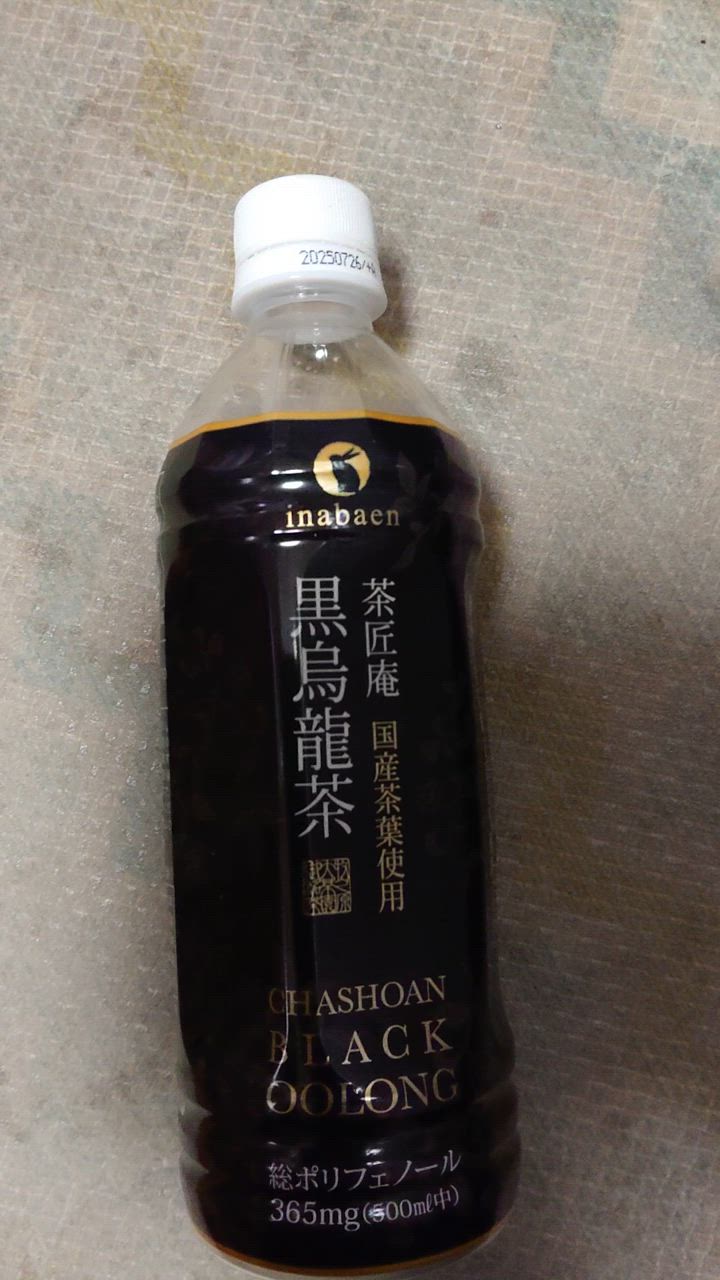 20250726/
inabaen
茶匠庵 国産茶葉使用
黒烏龍茶
CHASHOAN
BLACK
OOLONG
総ポリフェノール
365mg(500ml中)